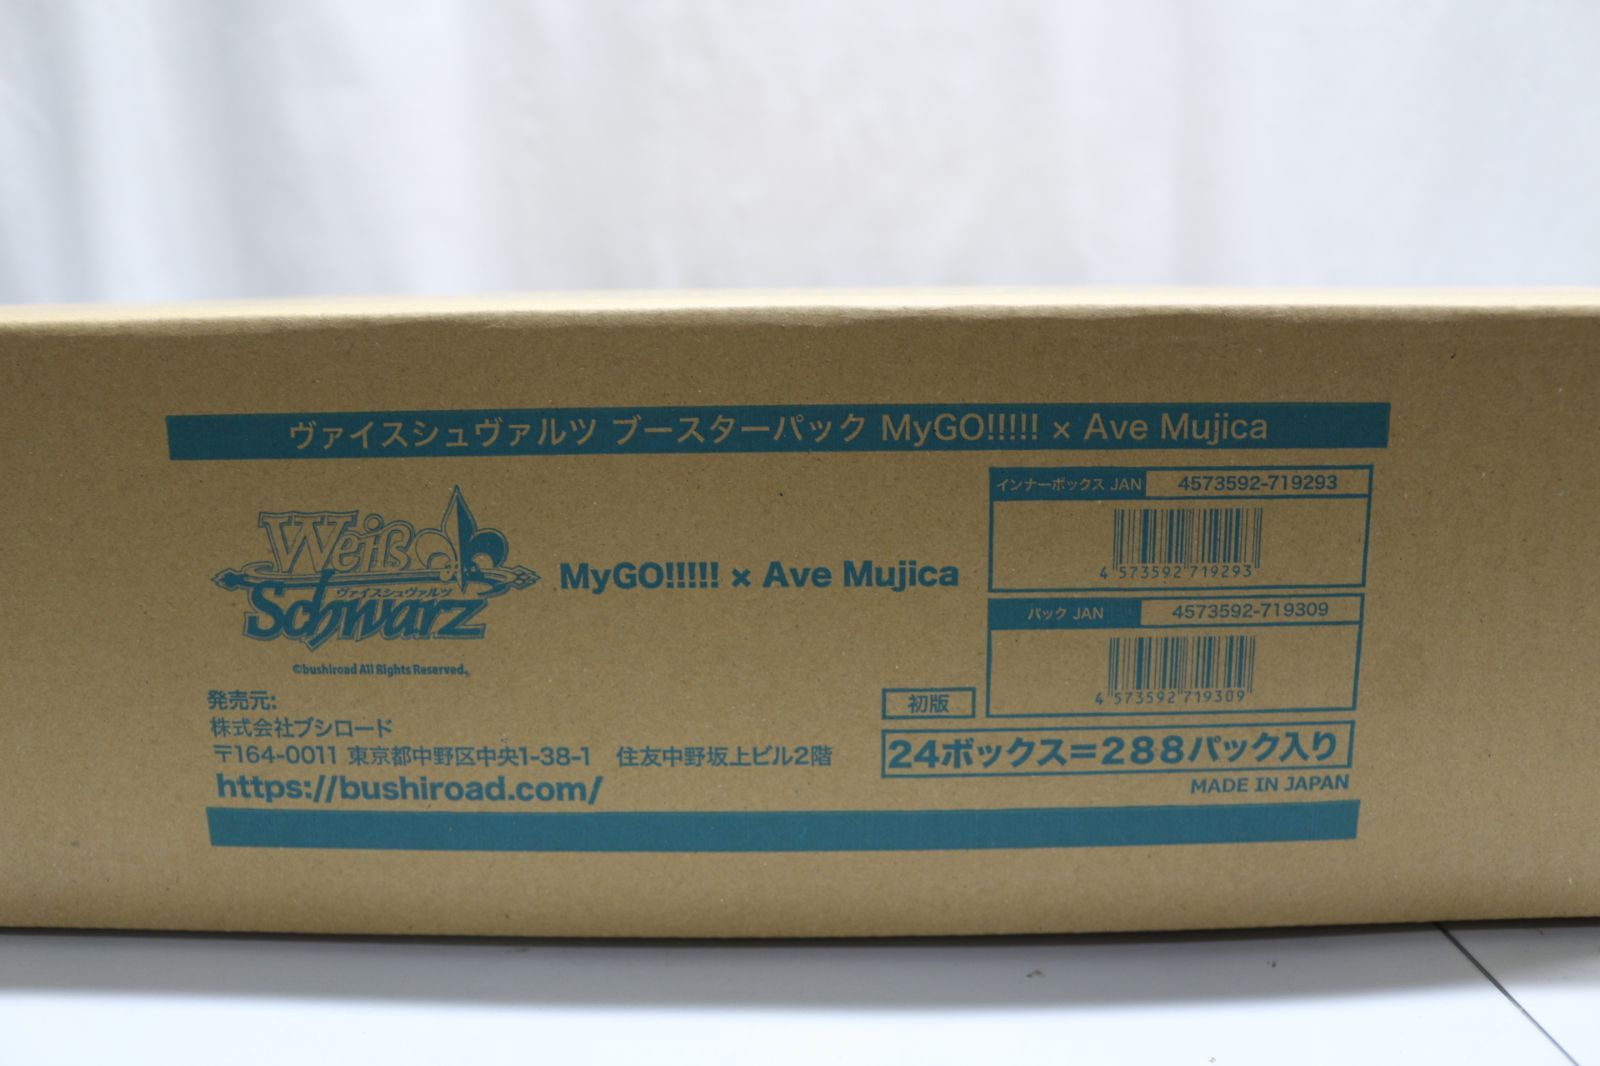 ヴァイスシュヴァルツ ブースターパック MyGO!!!!! × Ave Mujica
Weiß
ヴァイスシュヴァルツ
Schwarz
©bushiroad All Rights Reserved.
MyGO!!!!! × Ave Mujica
インナーボックス JAN 4573592-719293
4 573592 719293
パック JAN 4573592-719309
4 573592 719309
発売元:
株式会社ブシロード
〒164-0011 東京都中野区中央1-38-1 住友中野坂上ビル2階
https://bushiroad.com/
初版
24ボックス=288パック入り
MADE IN JAPAN